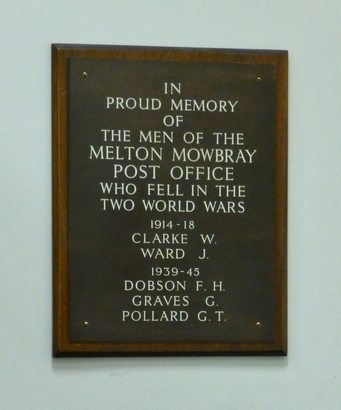 IN
PROUD MEMORY
OF
THE MEN OF THE
MELTON MOWBRAY
POST OFFICE
WHO FELL IN THE
TWO WORLD WARS
1914-18
CLARKE W.
WARD J.
1939-45
DOBSON F. H.
GRAVES G.
POLLARD G. T.